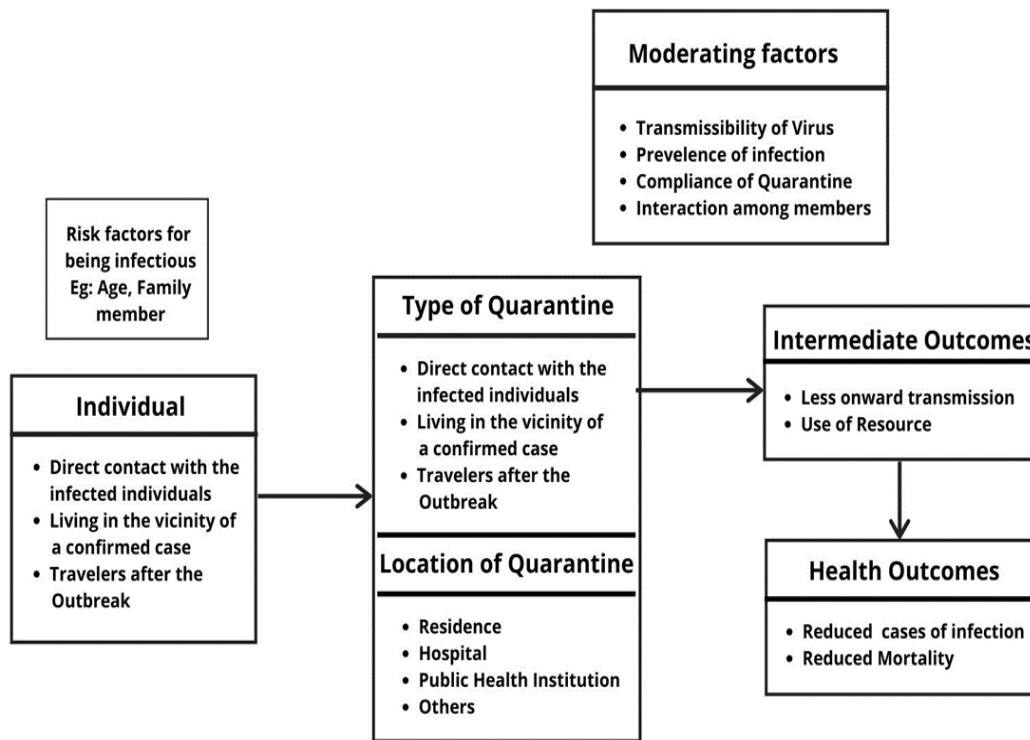 Moderating factors
• Transmissibility of Virus
• Prevelence of infection
• Compliance of Quarantine
• Interaction among members
Risk factors for
being infectious
Eg: Age, Family
member
Individual
• Direct contact with the
infected individuals
• Living in the vicinity of
a confirmed case
• Travelers after the
Outbreak
Type of Quarantine
• Direct contact with the
infected individuals
• Living in the vicinity of
a confirmed case
• Travelers after the
Outbreak
Location of Quarantine
• Residence
• Hospital
• Public Health Institution
• Others
Intermediate Outcomes
• Less onward transmission
• Use of Resource
Health Outcomes
• Reduced cases of infection
• Reduced Mortality